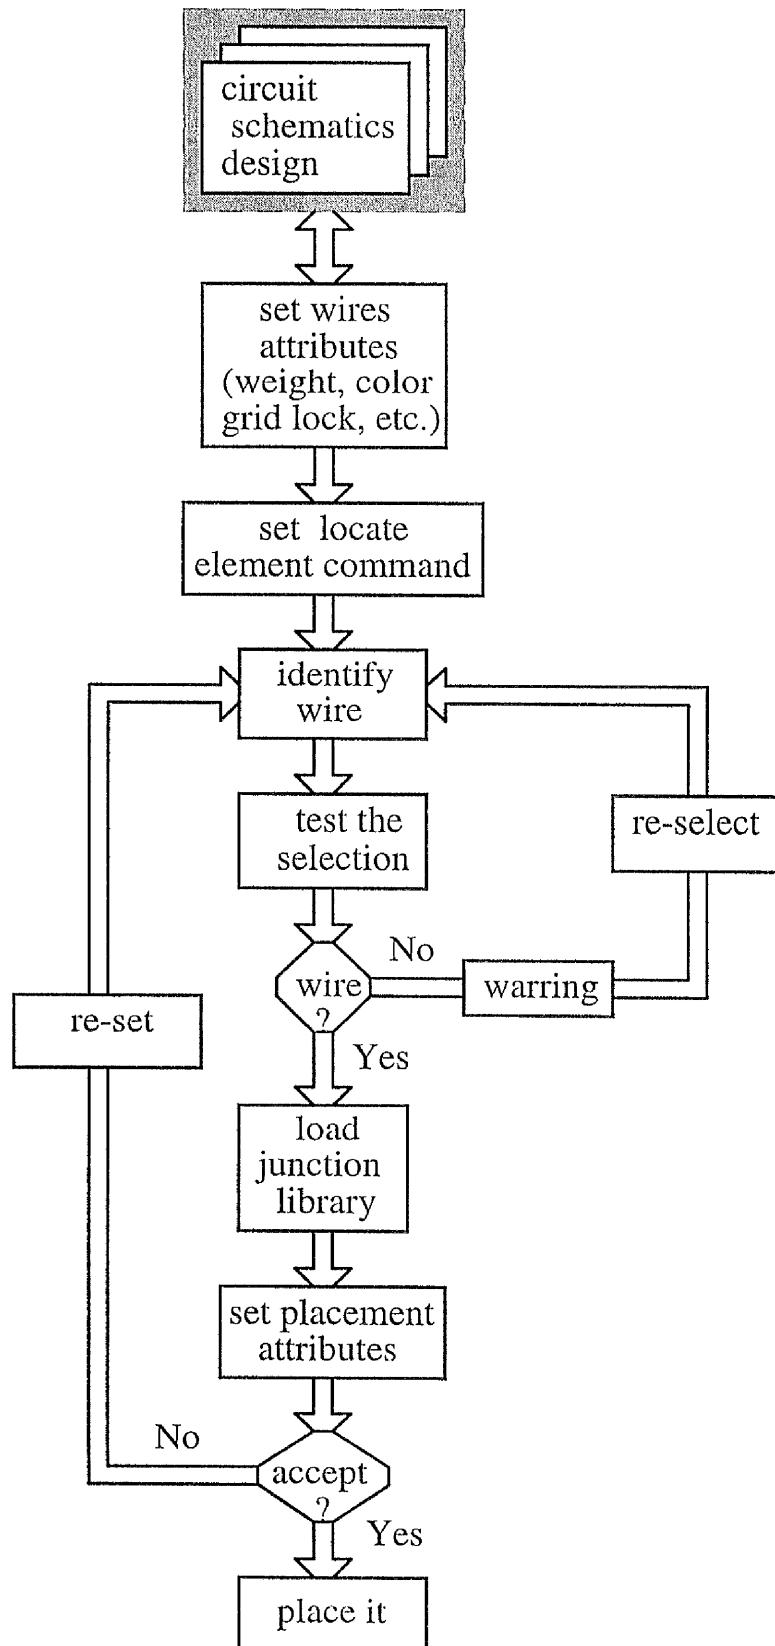 circuit
schematics
design
set wires
attributes
(weight, color
grid lock, etc.)
set locate
element command
identify
wire
test the
selection
re-select
No
wire
?
warring
re-set
Yes
load
junction
library
set placement
attributes
No
accept
?
Yes
place it